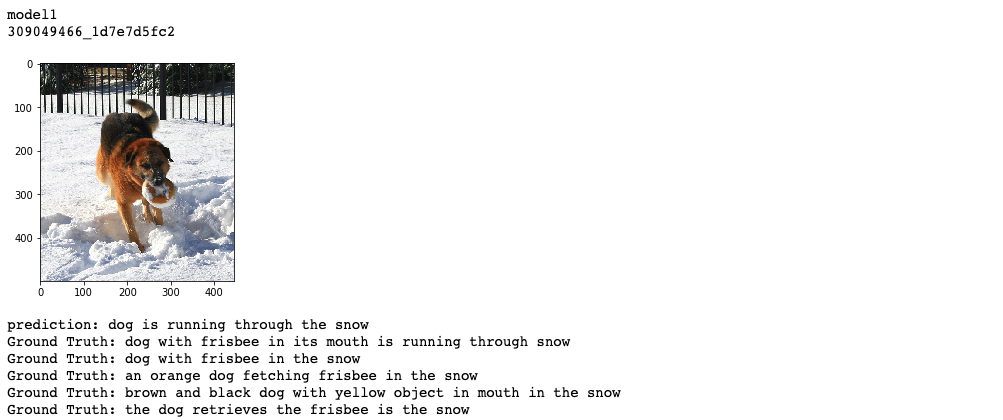 model1
309049466_1d7e7d5fc2
0
100
200
300
400
0 100 200 300 400
prediction: dog is running through the snow
Ground Truth: dog with frisbee in its mouth is running through snow
Ground Truth: dog with frisbee in the snow
Ground Truth: an orange dog fetching frisbee in the snow
Ground Truth: brown and black dog with yellow object in mouth in the snow
Ground Truth: the dog retrieves the frisbee is the snow